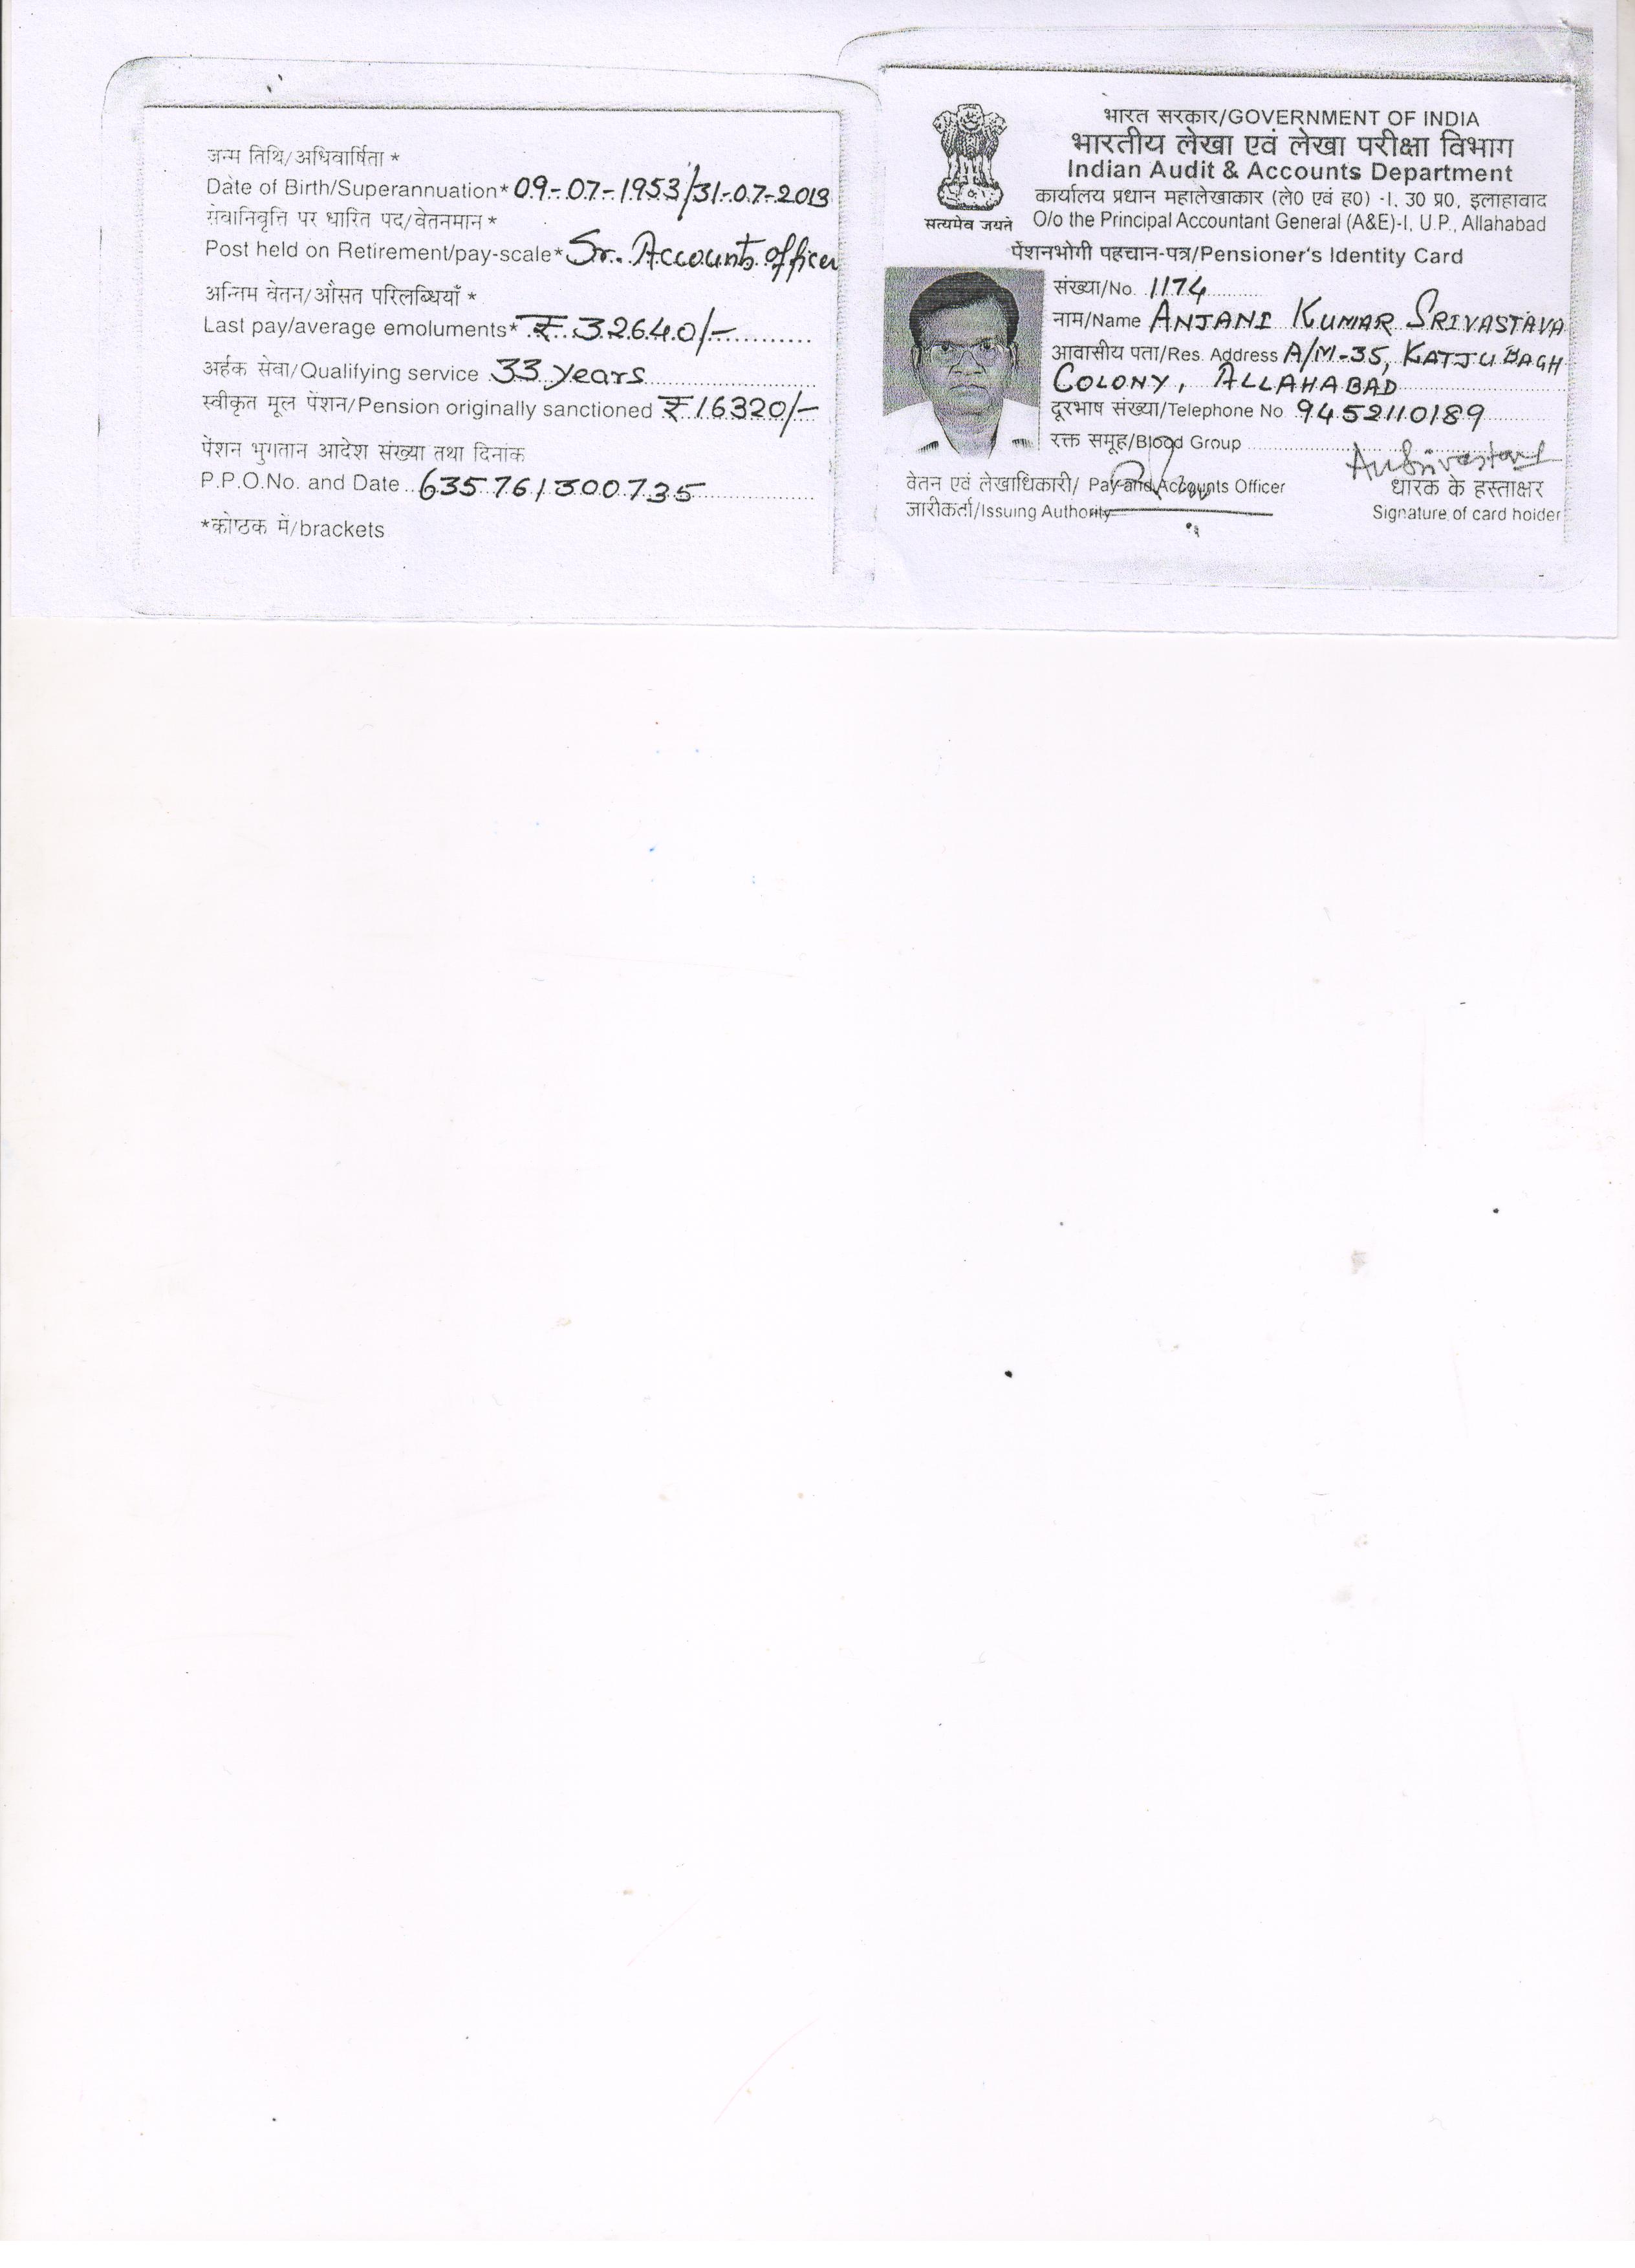 जन्म तिथि/अधिवार्षिता *
Date of Birth/Superannuation* 09-07-1953/31-07-2013
सेवानिवृत्ति पर धारित पद/वेतनमान *
Post held on Retirement/pay-scale* Sr. Accounts officer
अन्तिम वेतन/औसत परिलब्धियाँ *
Last pay/average emoluments* ₹ 32640/-
अर्हक सेवा/Qualifying service 33 years
स्वीकृत मूल पेंशन/Pension originally sanctioned ₹ 16320/-
पेंशन भुगतान आदेश संख्या तथा दिनांक
P.P.O.No. and Date 635761300735
*कोष्ठक में/brackets
भारत सरकार/GOVERNMENT OF INDIA
भारतीय लेखा एवं लेखा परीक्षा विभाग
Indian Audit & Accounts Department
कार्यालय प्रधान महालेखाकार (ले0 एवं ह0) -I, उ0 प्र0, इलाहावाद
सत्यमेव जयते
O/o the Principal Accountant General (A&E)-I, U.P., Allahabad
पेंशनभोगी पहचान-पत्र/Pensioner's Identity Card
संख्या/No. 1174
नाम/Name ANJANI KUMAR SRIVASTAVA
आवासीय पता/Res. Address A/M-35, KATJU BAGH
COLONY, ALLAHABAD
दूरभाष संख्या/Telephone No 9452110189
रक्त समूह/Blood Group
वेतन एवं लेखाधिकारी/ Pay and Accounts Officer
जारीकर्ता/Issuing Authority
AKSrivastava
धारक के हस्ताक्षर
Signature of card holder